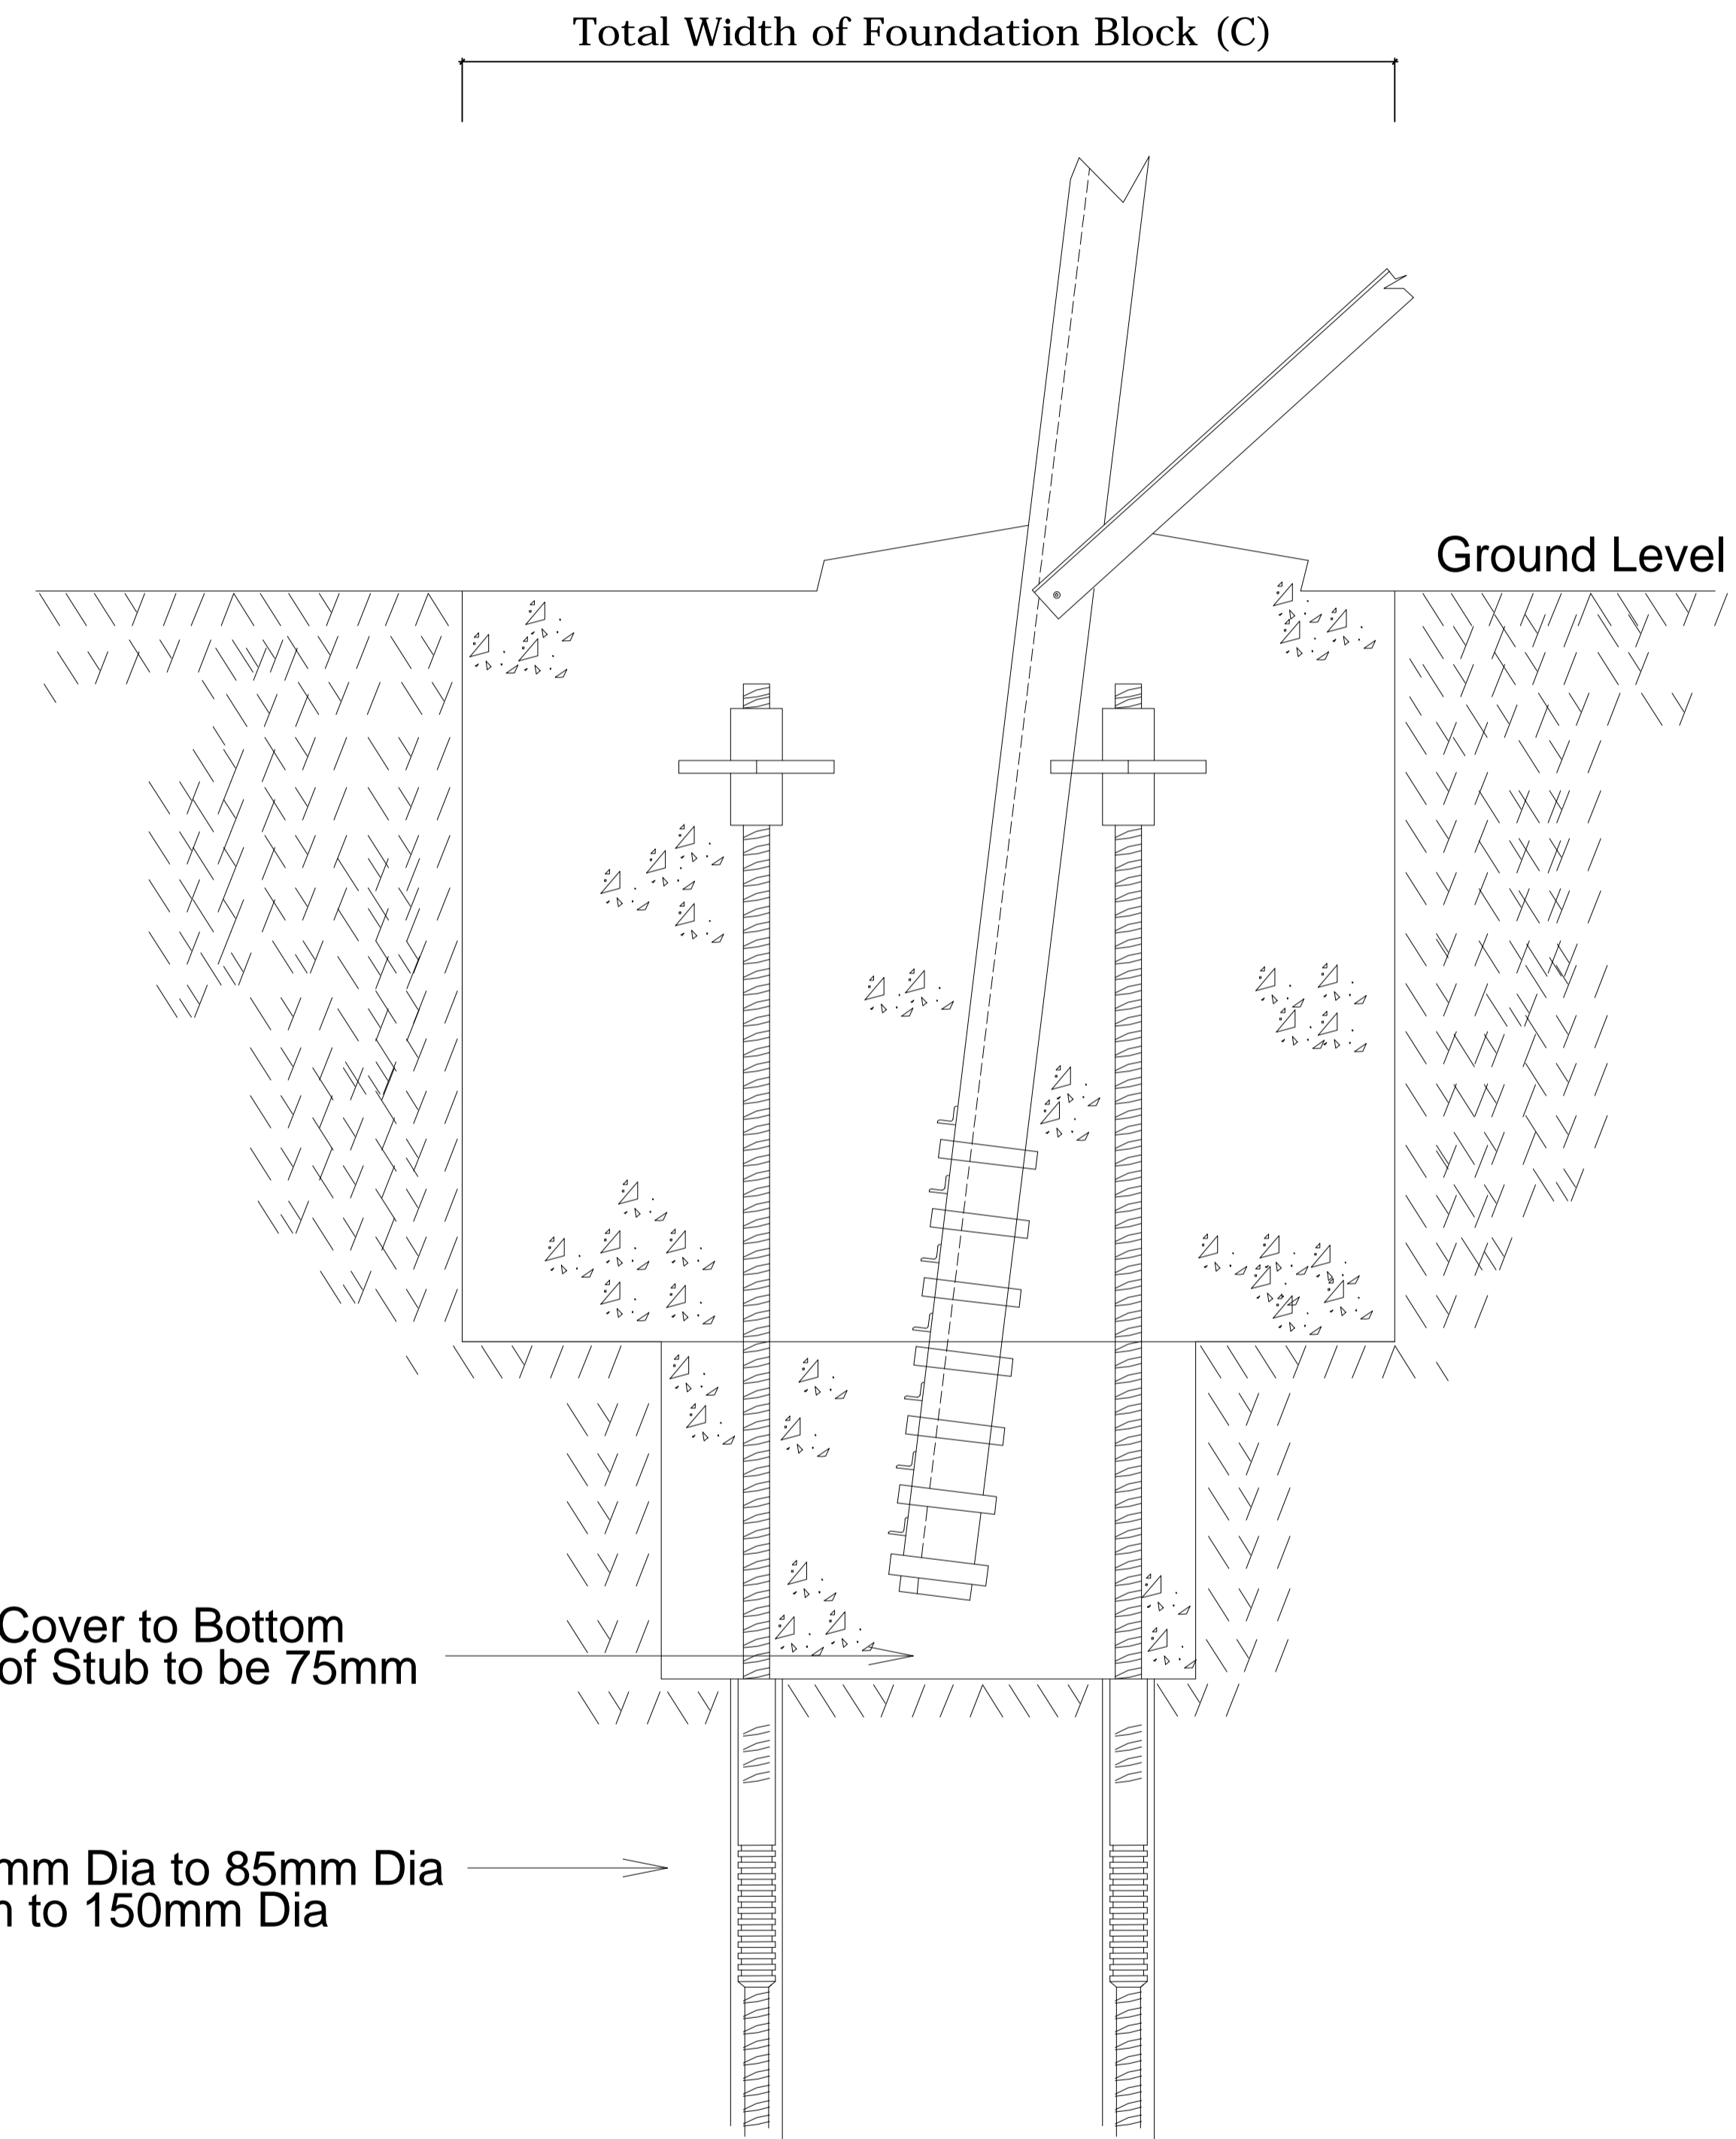 Total Width of Foundation Block (C)
Ground Level
Cover to Bottom
of Stub to be 75mm
mm Dia to 85mm Dia
to 150mm Dia